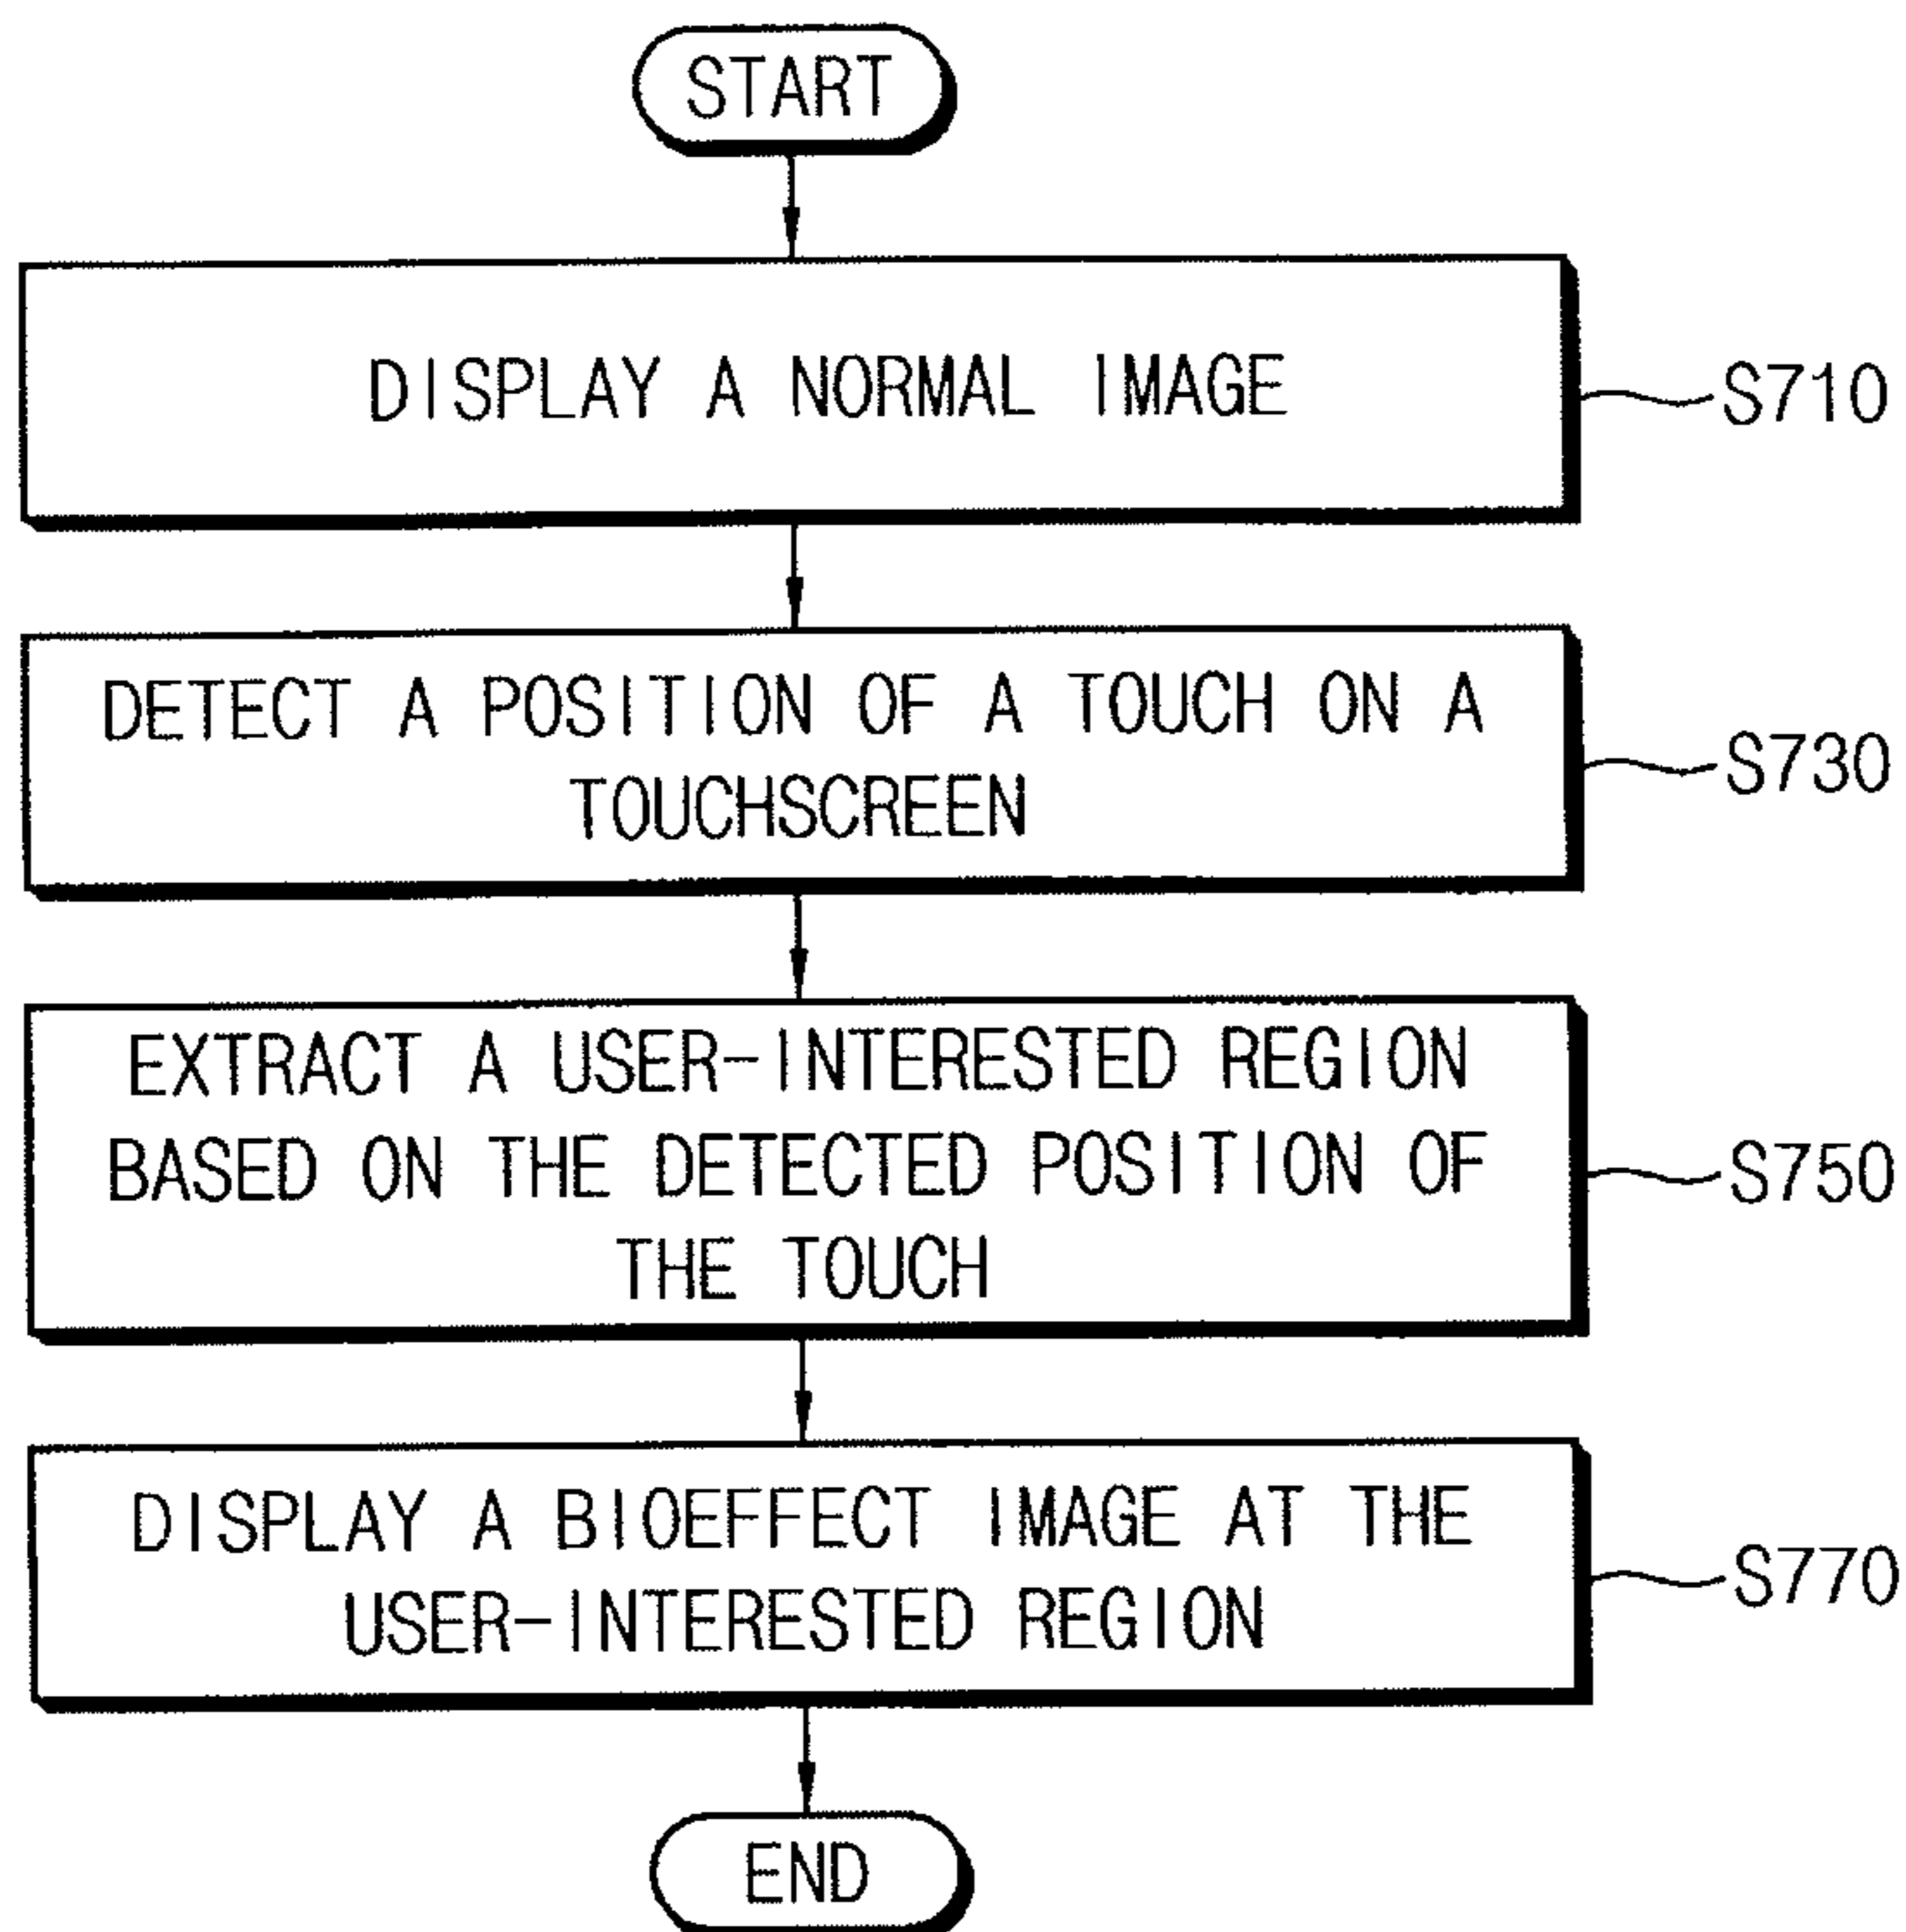 START
DISPLAY A NORMAL IMAGE
S710
DETECT A POSITION OF A TOUCH ON A
TOUCHSCREEN
S730
EXTRACT A USER-INTERESTED REGION
BASED ON THE DETECTED POSITION OF
THE TOUCH
S750
DISPLAY A BIOEFFECT IMAGE AT THE
USER-INTERESTED REGION
S770
END